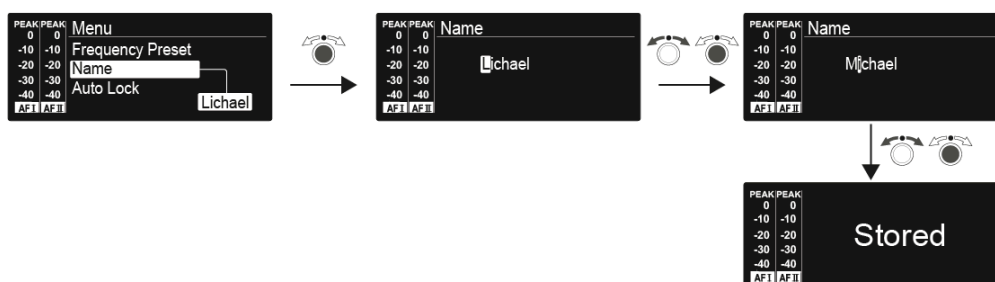 PEAK PEAK Menu
0 0
-10 -10 Frequency Preset
-20 -20 Name
-30 -30
-40 -40 Auto Lock
AF I AF II Lichael
PEAK PEAK Name
0 0
-10 -10
-20 -20 Lichael
-30 -30
-40 -40
AF I AF II
PEAK PEAK Name
0 0
-10 -10
-20 -20 Michael
-30 -30
-40 -40
AF I AF II
PEAK PEAK
0 0
-10 -10
-20 -20 Stored
-30 -30
-40 -40
AF I AF II